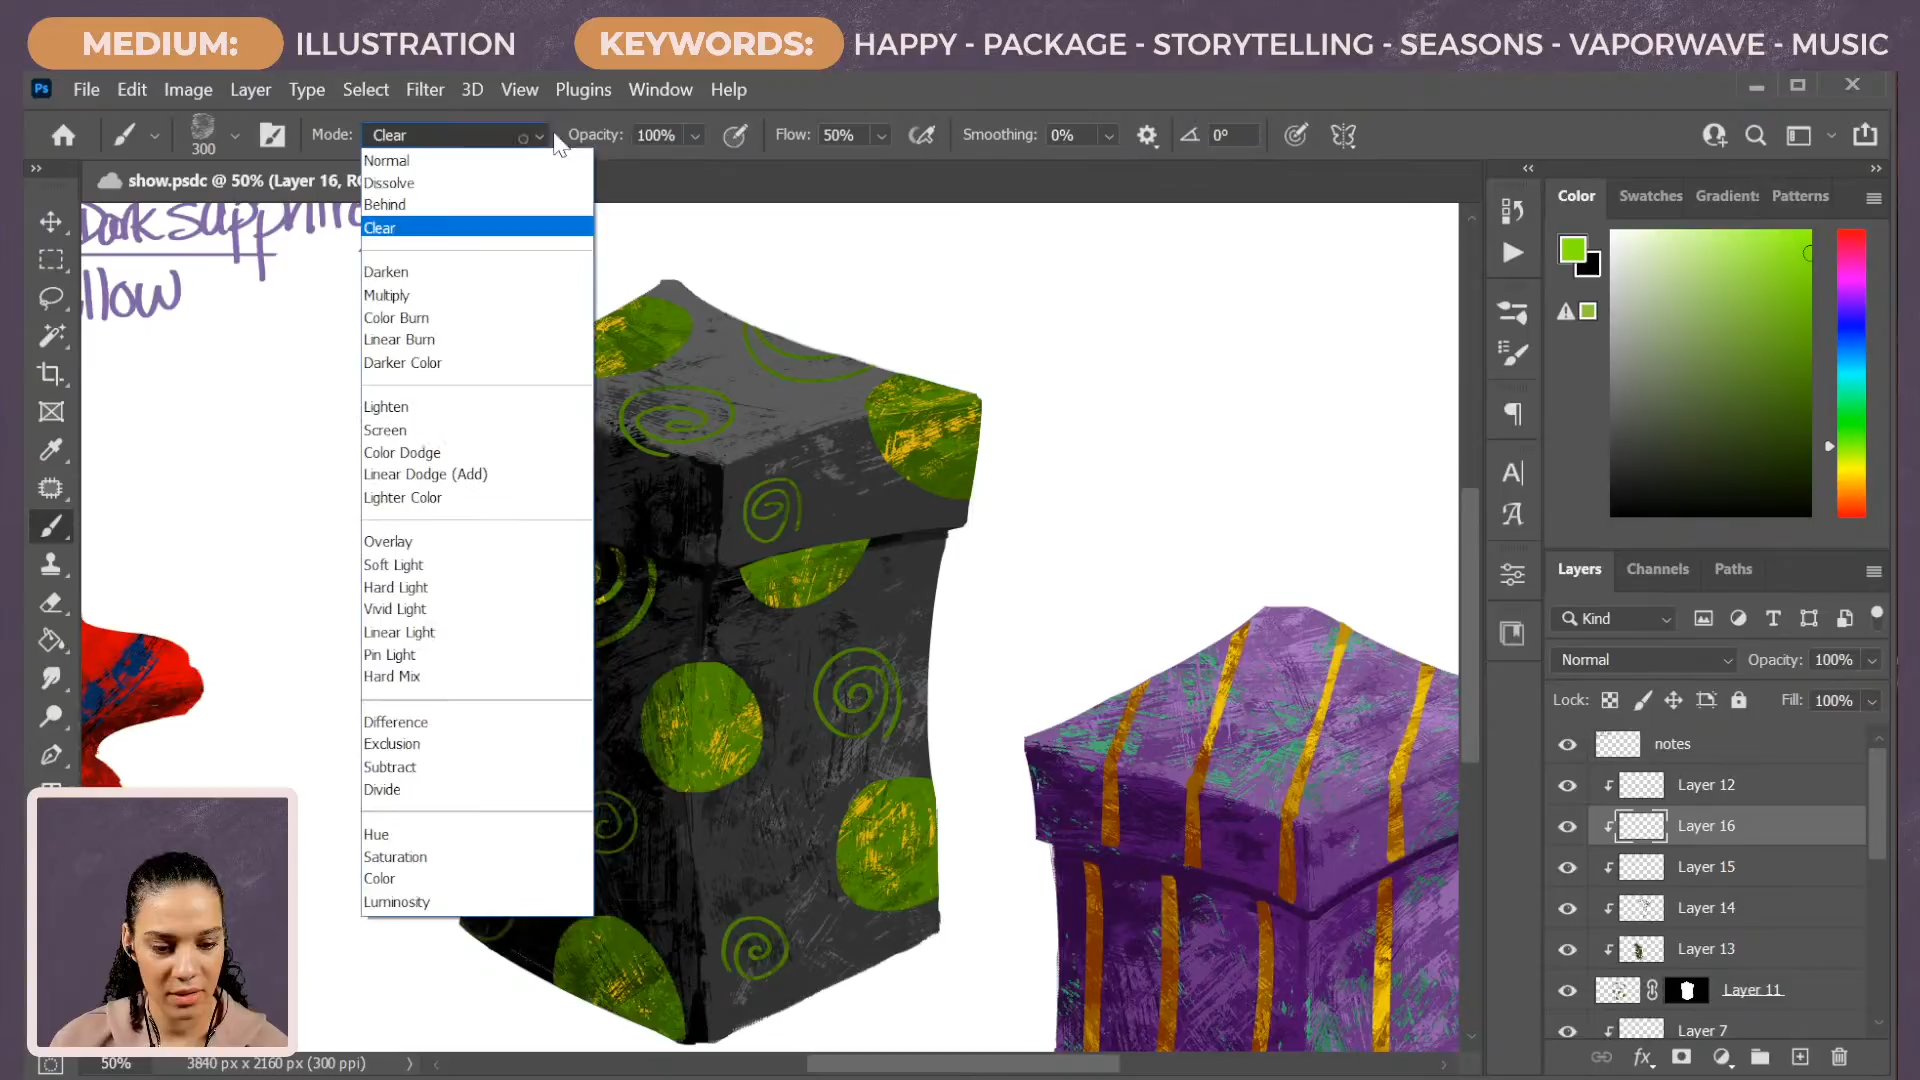 MEDIUM: ILLUSTRATION KEYWORDS: HAPPY - PACKAGE - STORYTELLING - SEASONS - VAPORWAVE - MUSIC
Ps File Edit Image Layer Type Select Filter 3D View Plugins Window Help
300 Mode: Clear Opacity: 100% Flow: 50% Smoothing: 0% 0°
show.psdc @ 50% (Layer 16, R
Dark Sapphire
llow
Normal
Dissolve
Behind
Clear
Darken
Multiply
Color Burn
Linear Burn
Darker Color
Lighten
Screen
Color Dodge
Linear Dodge (Add)
Lighter Color
Overlay
Soft Light
Hard Light
Vivid Light
Linear Light
Pin Light
Hard Mix
Difference
Exclusion
Subtract
Divide
Hue
Saturation
Color
Luminosity
Color Swatches Gradients Patterns
Layers Channels Paths
Kind
Normal Opacity: 100%
Lock: Fill: 100%
notes
Layer 12
Layer 16
Layer 15
Layer 14
Layer 13
Layer 11
Layer 7
fx
50% 3840 px x 2160 px (300 ppi)